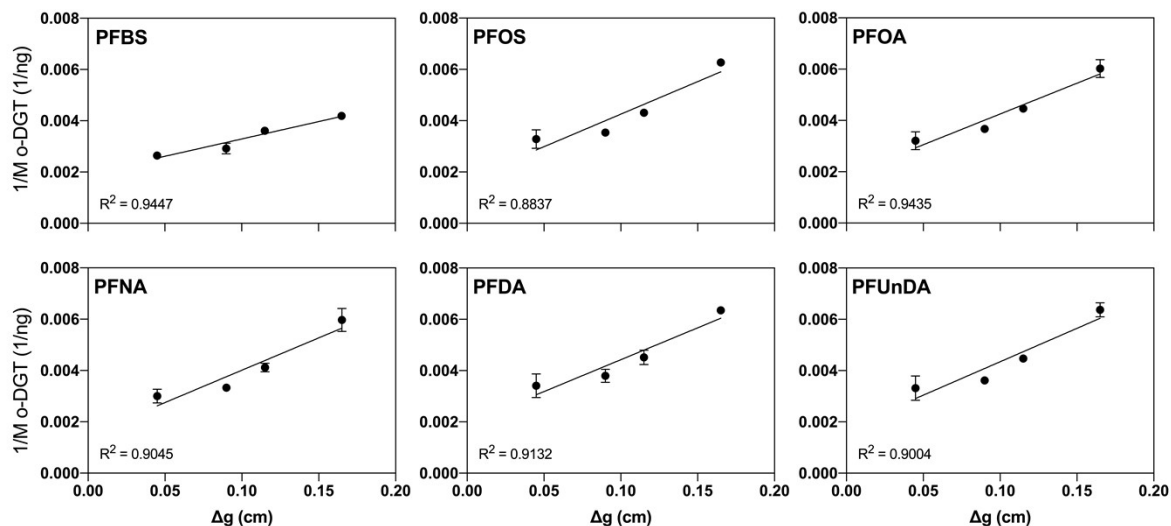 PFBS
PFOS
PFOA
1/M o-DGT (1/ng)
0.008
0.006
0.004
0.002
0.000
R² = 0.9447
0.008
0.006
0.004
0.002
0.000
R² = 0.8837
0.008
0.006
0.004
0.002
0.000
R² = 0.9435
PFNA
PFDA
PFUnDA
1/M o-DGT (1/ng)
0.008
0.006
0.004
0.002
0.000
R² = 0.9045
0.00 0.05 0.10 0.15 0.20
Δg (cm)
0.008
0.006
0.004
0.002
0.000
R² = 0.9132
0.00 0.05 0.10 0.15 0.20
Δg (cm)
0.008
0.006
0.004
0.002
0.000
R² = 0.9004
0.00 0.05 0.10 0.15 0.20
Δg (cm)